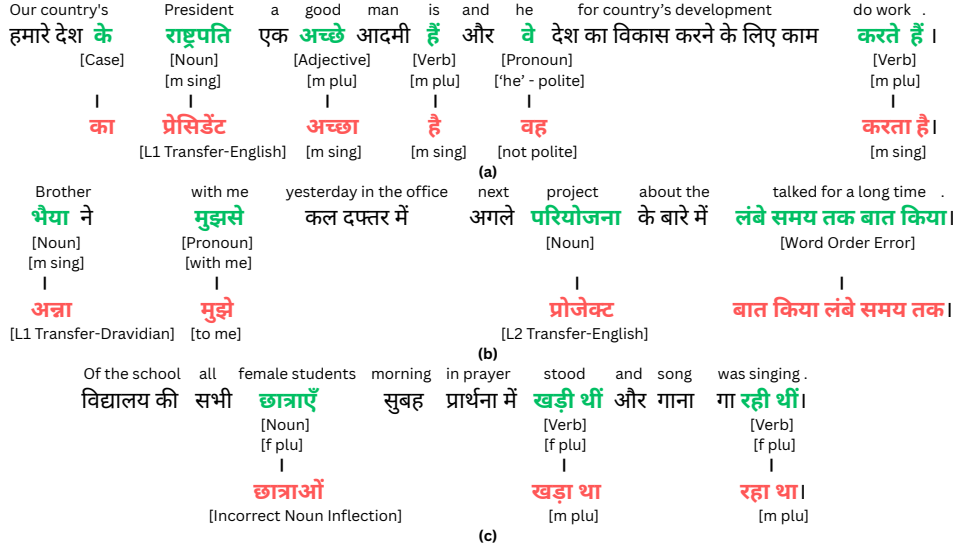 Our country's President a good man is and he for country's development do work .
हमारे देश के राष्ट्रपति एक अच्छे आदमी हैं और वे देश का विकास करने के लिए काम करते हैं ।
[Case] [Noun] [Adjective] [Verb] [Pronoun] [Verb]
[m sing] [m plu] [m plu] ['he' - polite] [m plu]
का प्रेसिडेंट अच्छा है वह करता है।
[L1 Transfer-English] [m sing] [m sing] [not polite] [m sing]
(a)
Brother with me yesterday in the office next project about the talked for a long time .
भैया ने मुझसे कल दफ्तर में अगले परियोजना के बारे में लंबे समय तक बात किया।
[Noun] [Pronoun] [Noun] [Word Order Error]
[m sing] [with me]
अन्ना मुझे प्रोजेक्ट बात किया लंबे समय तक।
[L1 Transfer-Dravidian] [to me] [L2 Transfer-English]
(b)
Of the school all female students morning in prayer stood and song was singing .
विद्यालय की सभी छात्राएँ सुबह प्रार्थना में खड़ी थीं और गाना गा रही थीं।
[Noun] [Verb] [Verb]
[f plu] [f plu] [f plu]
छात्राओं खड़ा था रहा था।
[Incorrect Noun Inflection] [m plu] [m plu]
(c)